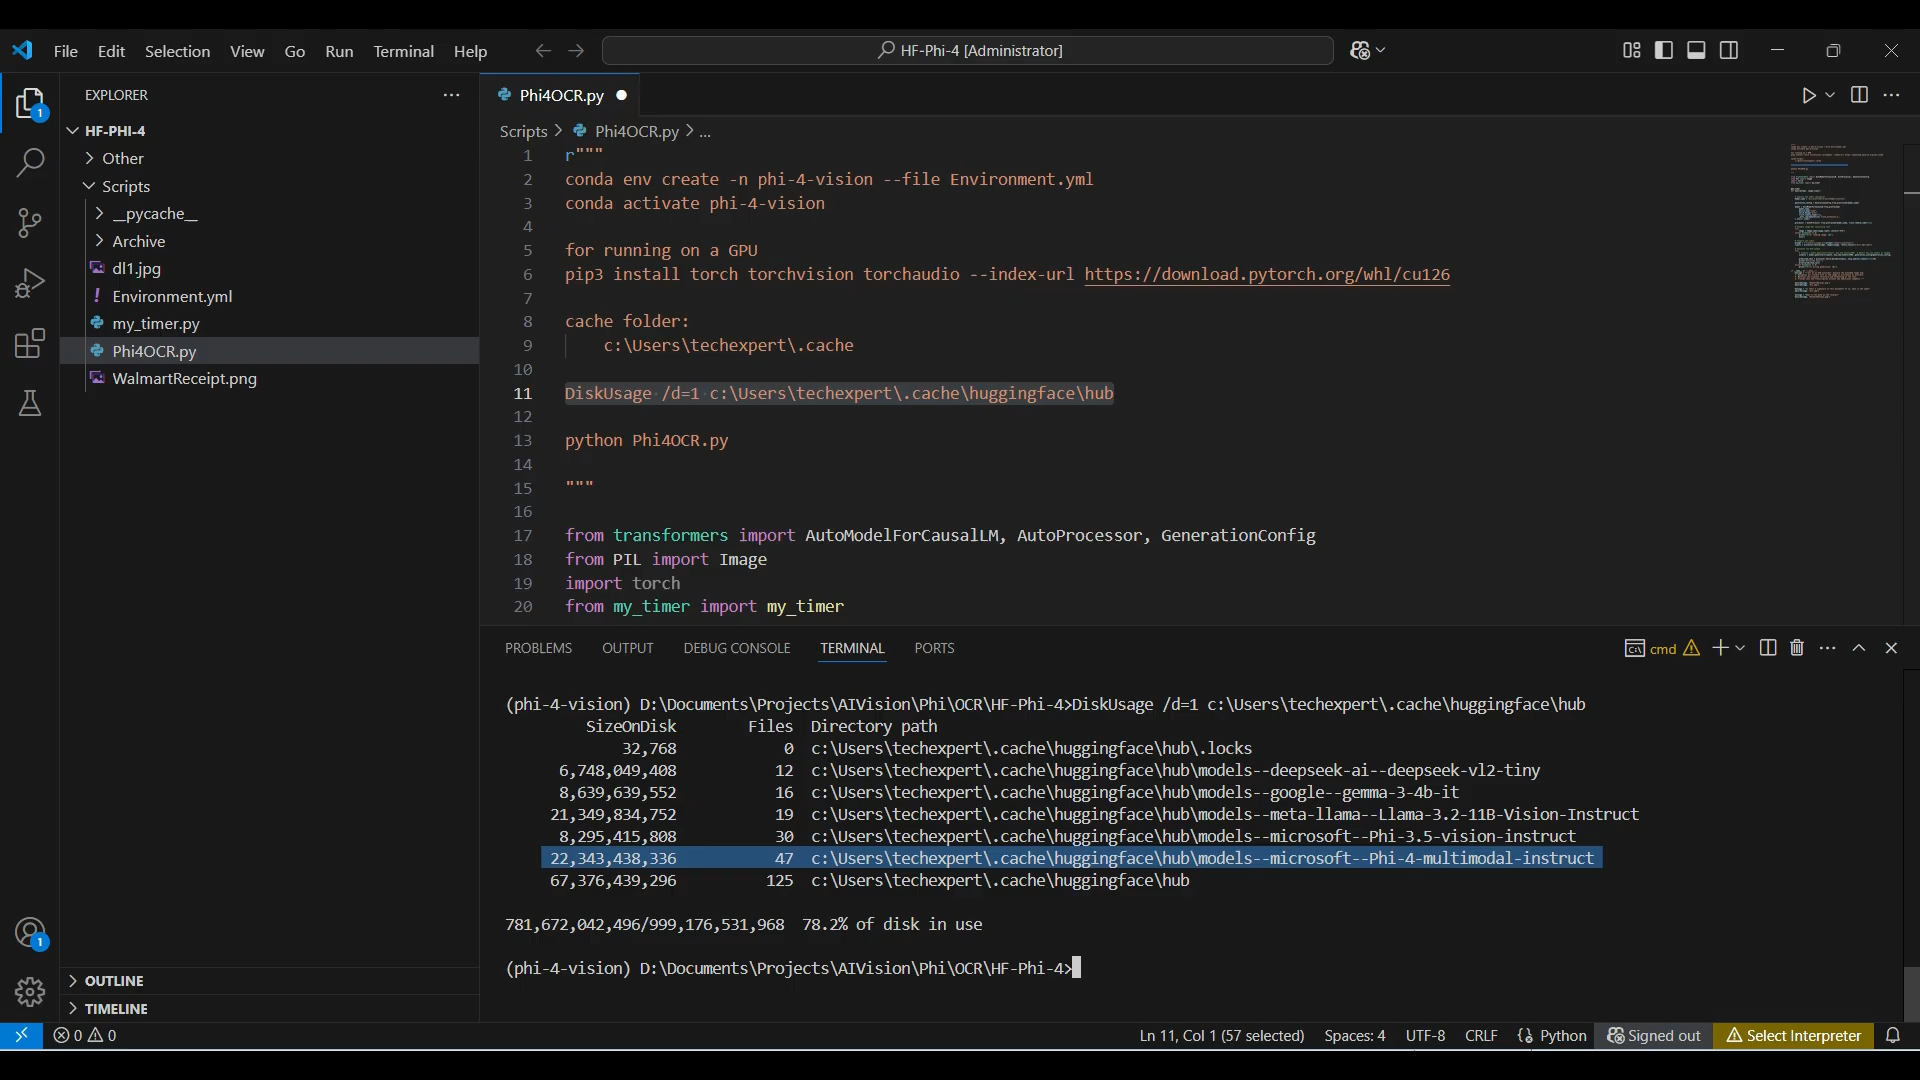 File Edit Selection View Go Run Terminal Help
HF-Phi-4 [Administrator]
EXPLORER
HF-PHI-4
Other
Scripts
__pycache__
Archive
dl1.jpg
Environment.yml
my_timer.py
Phi4OCR.py
WalmartReceipt.png
OUTLINE
TIMELINE
1
1
Phi4OCR.py
Scripts > Phi4OCR.py > ...
1 r"""
2 conda env create -n phi-4-vision --file Environment.yml
3 conda activate phi-4-vision
4
5 for running on a GPU
6 pip3 install torch torchvision torchaudio --index-url https://download.pytorch.org/whl/cu126
7
8 cache folder:
9 c:\Users\techexpert\.cache
10
11 DiskUsage /d=1 c:\Users\techexpert\.cache\huggingface\hub
12
13 python Phi4OCR.py
14
15 """
16
17 from transformers import AutoModelForCausalLM, AutoProcessor, GenerationConfig
18 from PIL import Image
19 import torch
20 from my_timer import my_timer
PROBLEMS OUTPUT DEBUG CONSOLE TERMINAL PORTS
cmd
(phi-4-vision) D:\Documents\Projects\AIVision\Phi\OCR\HF-Phi-4>DiskUsage /d=1 c:\Users\techexpert\.cache\huggingface\hub
SizeOnDisk Files Directory path
32,768 0 c:\Users\techexpert\.cache\huggingface\hub\.locks
6,748,049,408 12 c:\Users\techexpert\.cache\huggingface\hub\models--deepseek-ai--deepseek-vl2-tiny
8,639,639,552 16 c:\Users\techexpert\.cache\huggingface\hub\models--google--gemma-3-4b-it
21,349,834,752 19 c:\Users\techexpert\.cache\huggingface\hub\models--meta-llama--Llama-3.2-11B-Vision-Instruct
8,295,415,808 30 c:\Users\techexpert\.cache\huggingface\hub\models--microsoft--Phi-3.5-vision-instruct
22,343,438,336 47 c:\Users\techexpert\.cache\huggingface\hub\models--microsoft--Phi-4-multimodal-instruct
67,376,439,296 125 c:\Users\techexpert\.cache\huggingface\hub
781,672,042,496/999,176,531,968 78.2% of disk in use
(phi-4-vision) D:\Documents\Projects\AIVision\Phi\OCR\HF-Phi-4>
0 0 Ln 11, Col 1 (57 selected) Spaces: 4 UTF-8 CRLF Python Signed out Select Interpreter